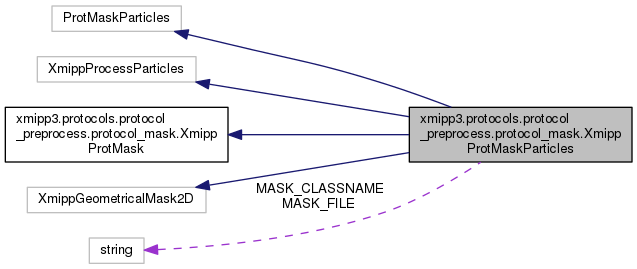 ProtMaskParticles
XmippProcessParticles
xmipp3.protocols.protocol
_preprocess.protocol_mask.Xmipp
ProtMask
xmipp3.protocols.protocol
_preprocess.protocol_mask.Xmipp
ProtMaskParticles
XmippGeometricalMask2D
MASK_CLASSNAME
MASK_FILE
string